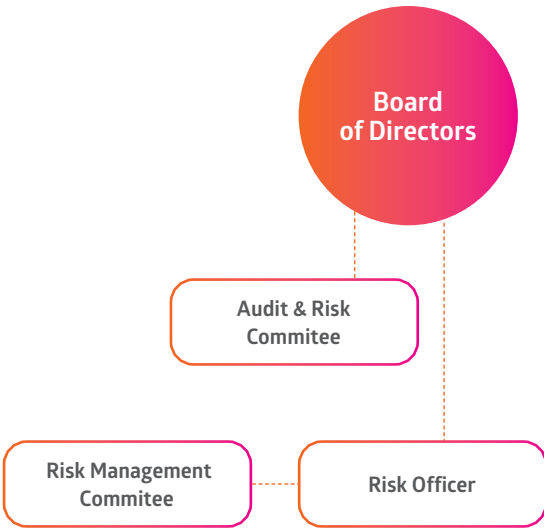 Board
of Directors
Audit & Risk
Commitee
Risk Management
Commitee
Risk Officer